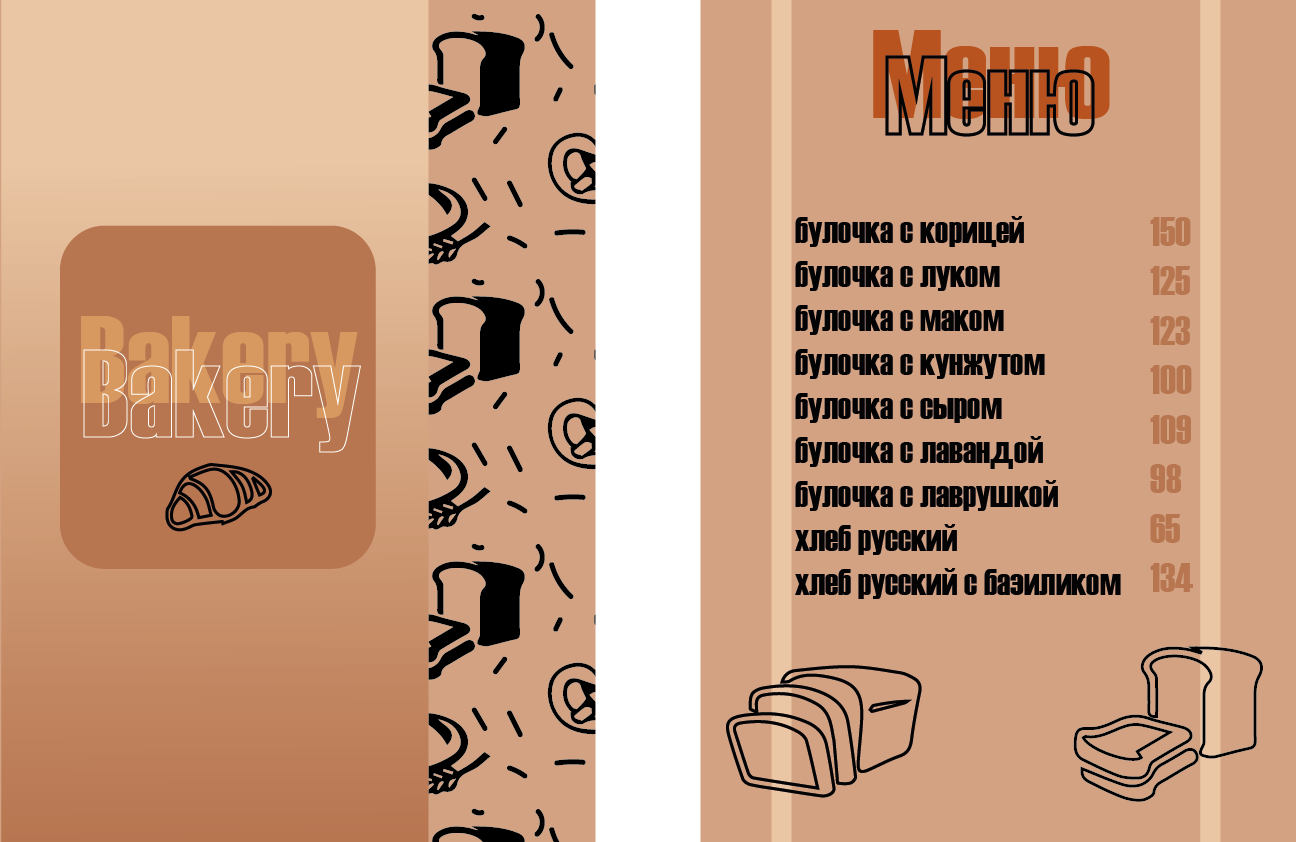 Bakery
Bakery
Меню
Меню
булочка с корицей 150
булочка с луком 125
булочка с маком 123
булочка с кунжутом 100
булочка с сыром 109
булочка с лавандой 98
булочка с лаврушкой 65
хлеб русский
хлеб русский с баэиликом 134